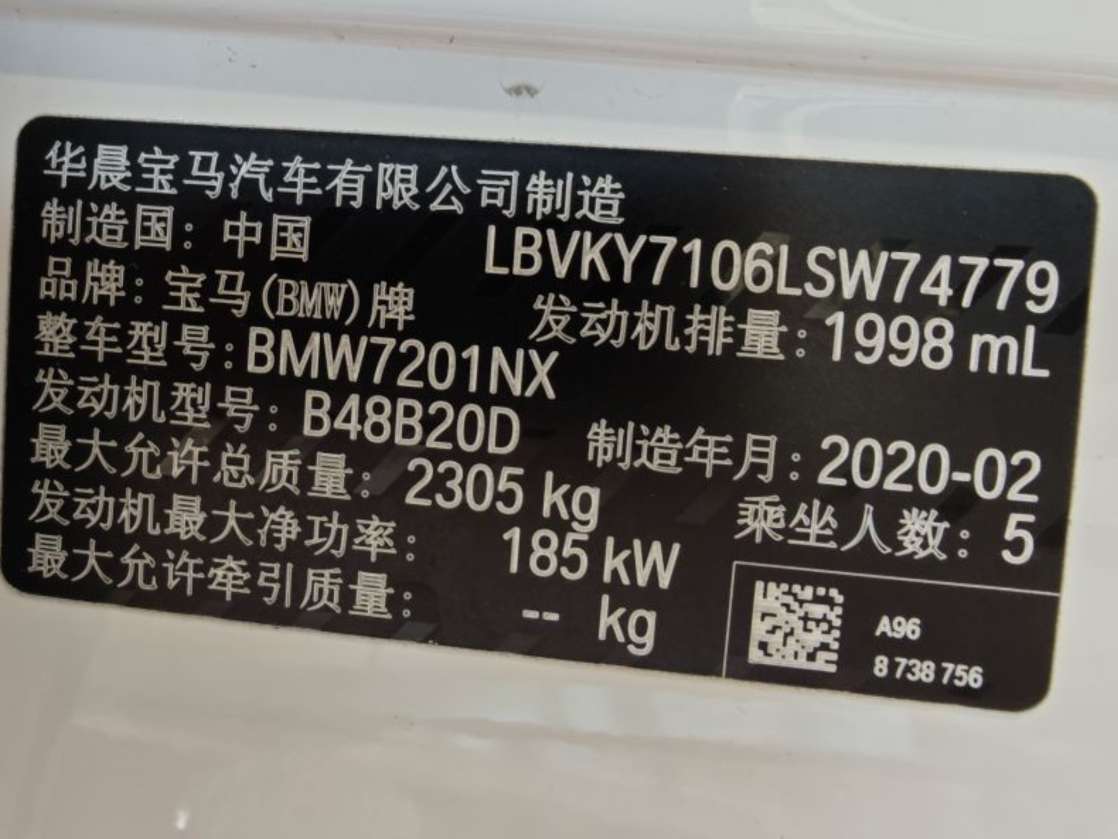 华晨宝马汽车有限公司制造
制造国：中国
LBVKY7106LSW74779
品牌：宝马(BMW)牌
发动机排量：1998 mL
整车型号：BMW7201NX
发动机型号：B48B20D
制造年月：2020-02
最大允许总质量：2305 kg
乘坐人数：5
发动机最大净功率：185 kW
最大允许牵引质量：-- kg
A96
8 738 756